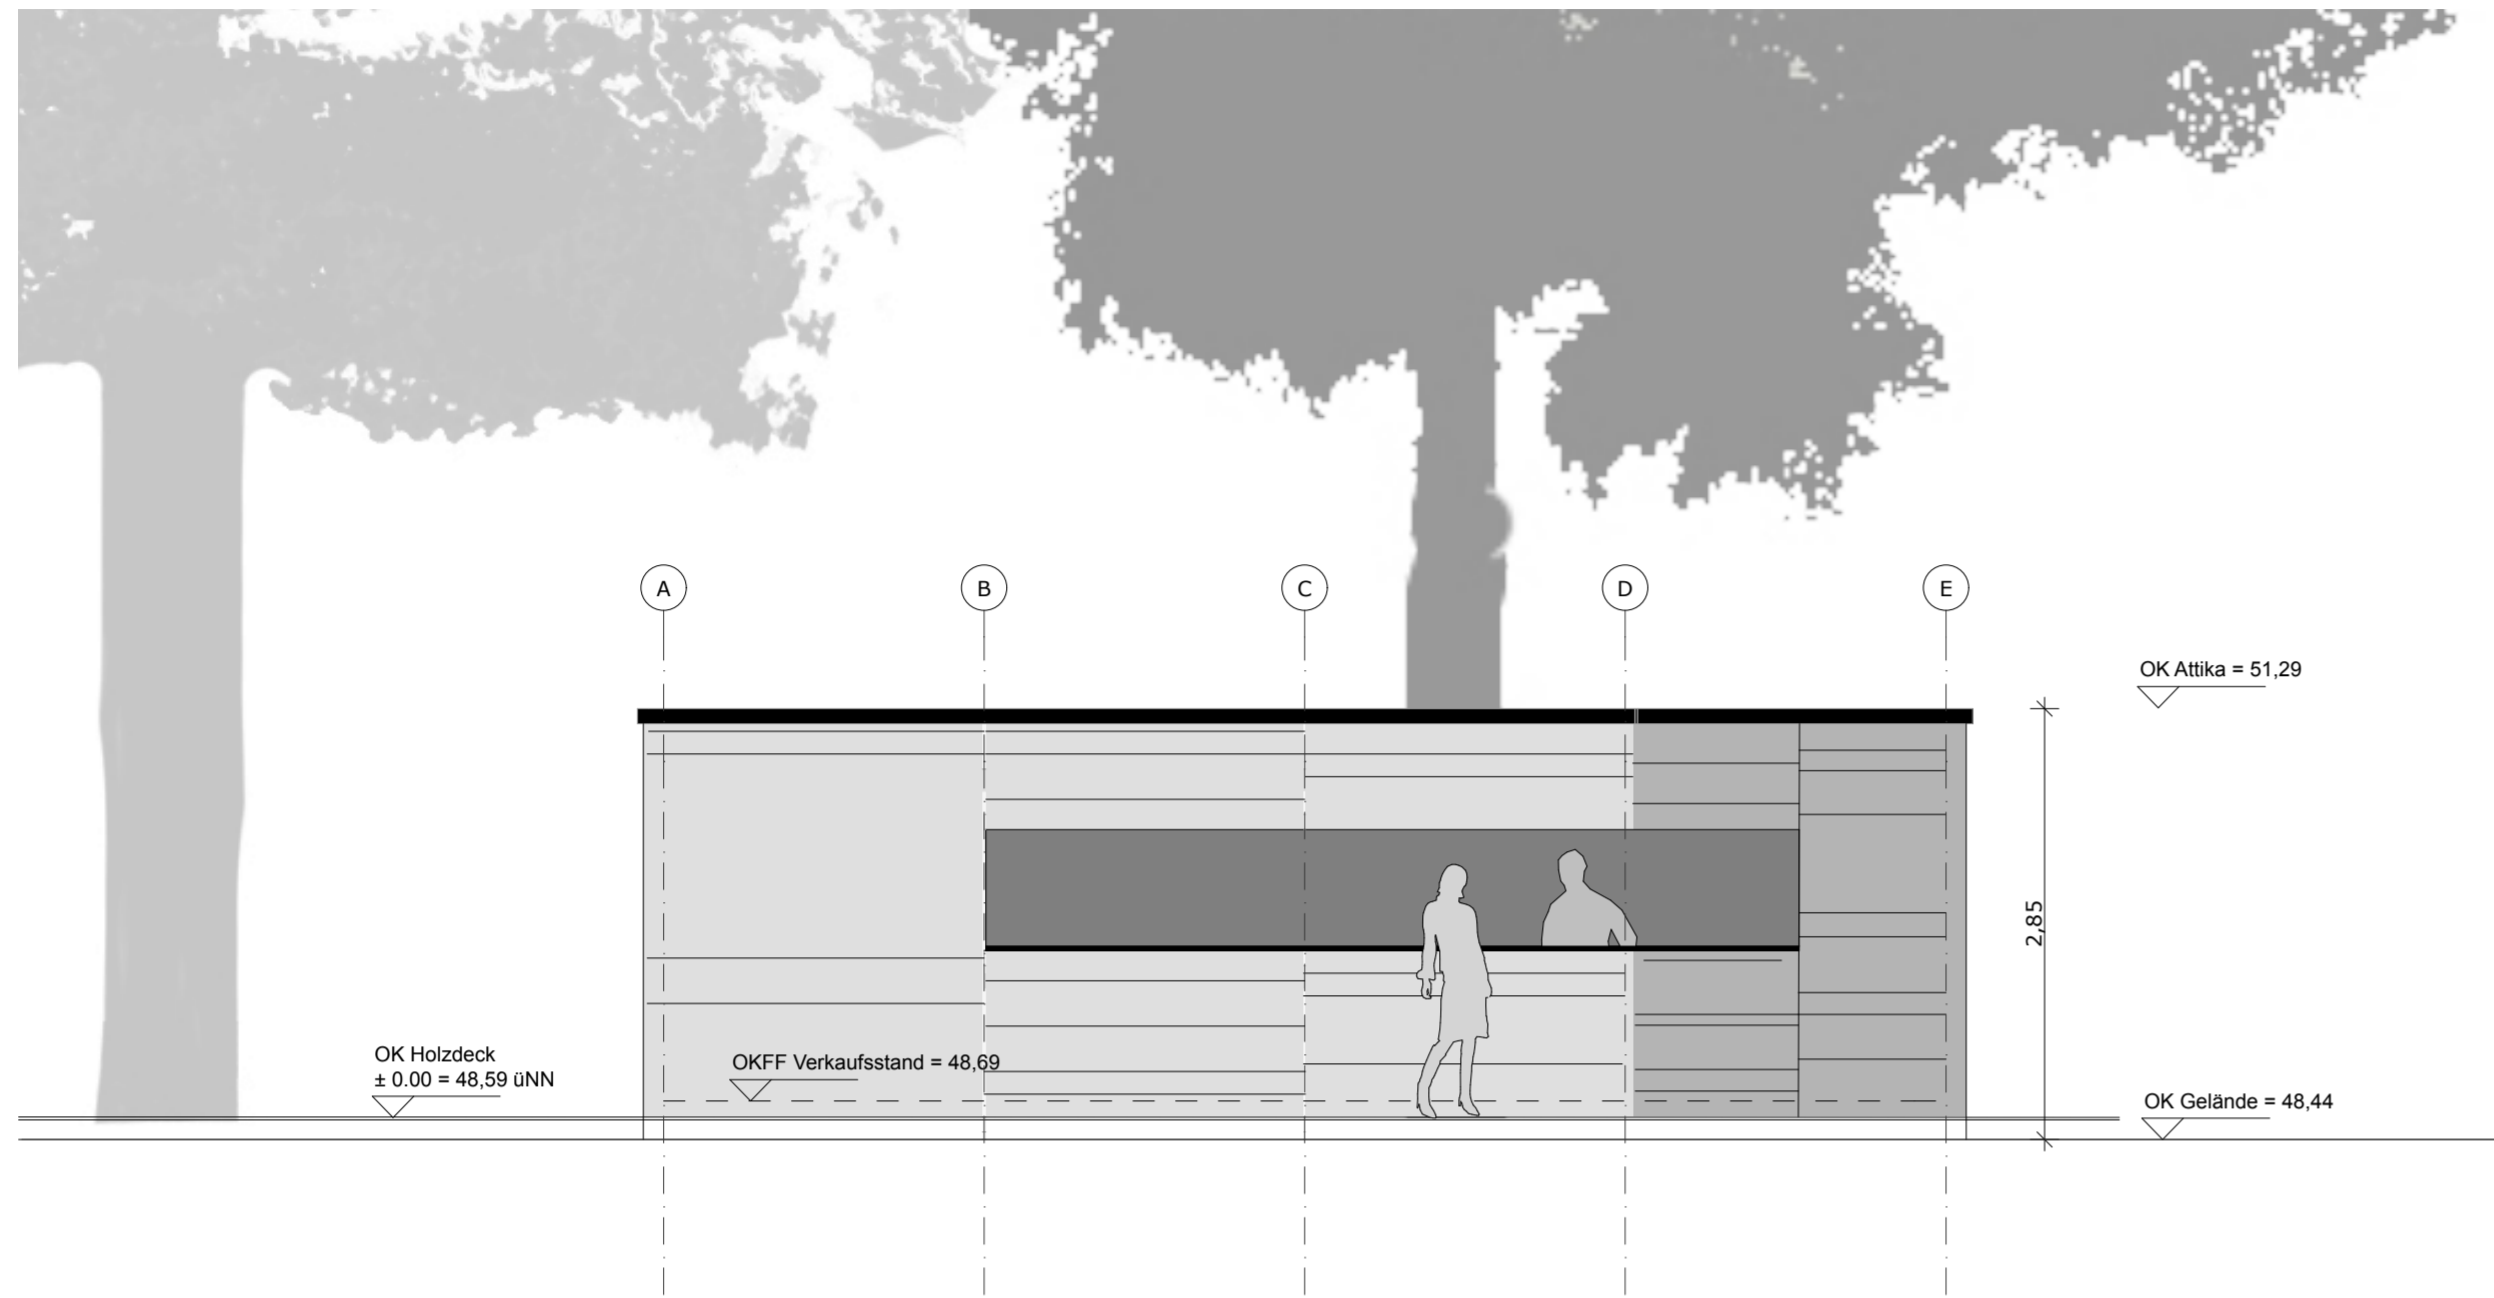 A
B
C
D
E
OK Attika = 51,29
2,85
OK Holzdeck
± 0.00 = 48,59 üNN
OKFF Verkaufsstand = 48,69
OK Gelände = 48,44